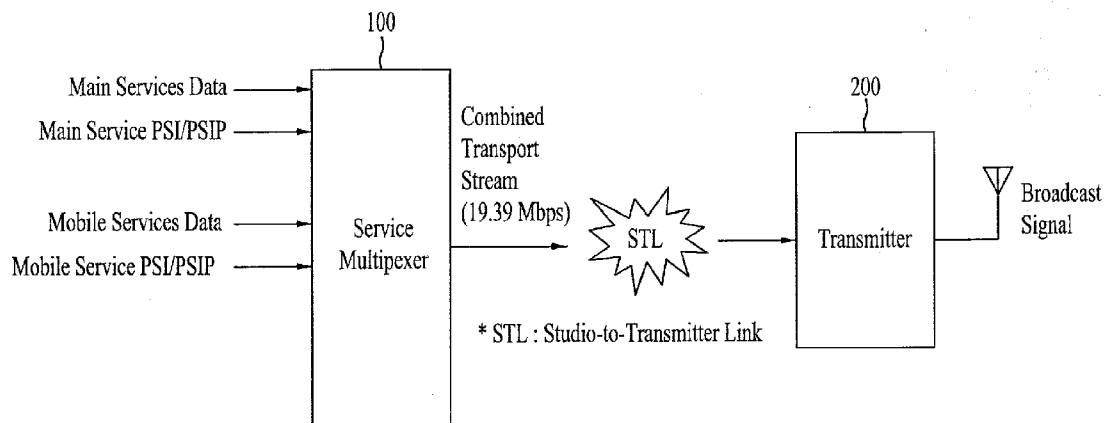 100
Main Services Data
Main Service PSI/PSIP
Mobile Services Data
Mobile Service PSI/PSIP
Service
Multipexer
Combined
Transport
Stream
(19.39 Mbps)
STL
* STL : Studio-to-Transmitter Link
200
Transmitter
Broadcast
Signal